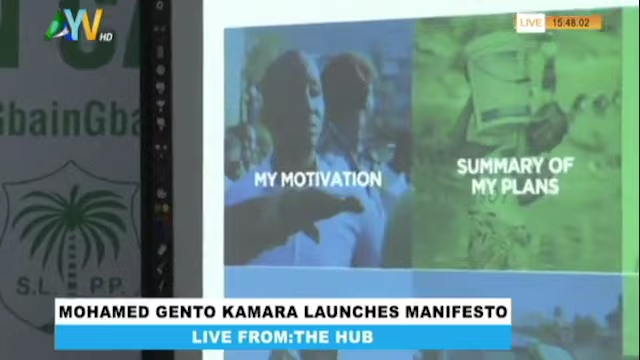 AYV HD
LIVE 15:48.02
GbainGba
S.L. P.P.
MY MOTIVATION
SUMMARY OF
MY PLANS
MOHAMED GENTO KAMARA LAUNCHES MANIFESTO
LIVE FROM:THE HUB